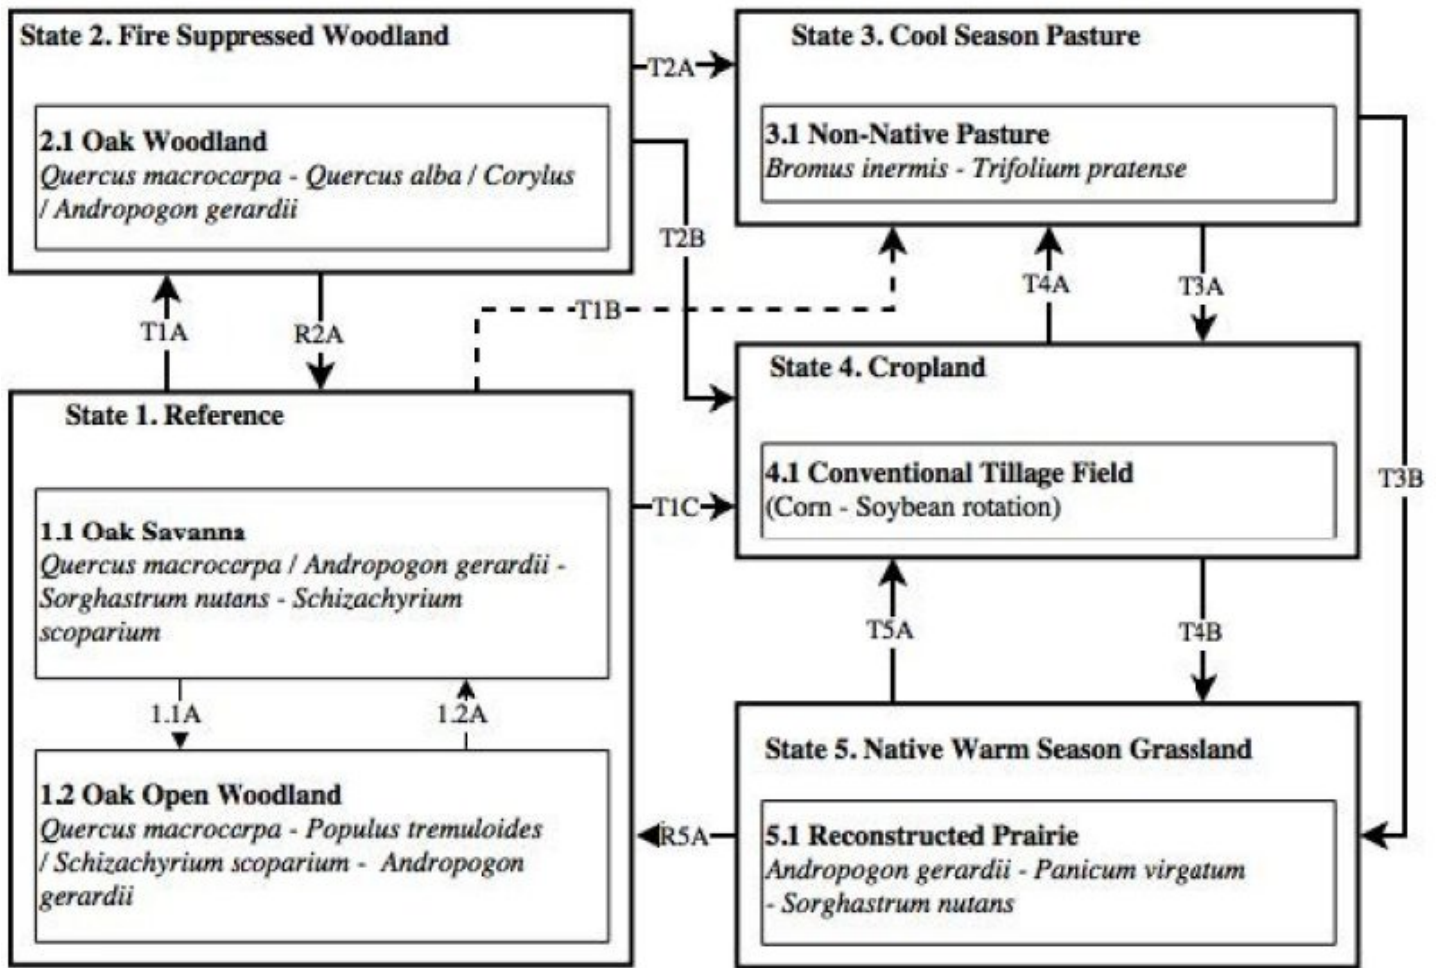 State 2. Fire Suppressed Woodland
2.1 Oak Woodland
Quercus macrocarpa - Quercus alba / Corylus
/ Andropogon gerardii
T2A
T2B
State 3. Cool Season Pasture
3.1 Non-Native Pasture
Bromus inermis - Trifolium pratense
T1A
R2A
T1B
T4A
T3A
T3B
State 1. Reference
1.1 Oak Savanna
Quercus macrocarpa / Andropogon gerardii -
Sorghastrum nutans - Schizachyrium
scoparium
1.1A
1.2A
1.2 Oak Open Woodland
Quercus macrocarpa - Populus tremuloides
/ Schizachyrium scoparium - Andropogon
gerardii
T1C
State 4. Cropland
4.1 Conventional Tillage Field
(Corn - Soybean rotation)
T5A
T4B
R5A
State 5. Native Warm Season Grassland
5.1 Reconstructed Prairie
Andropogon gerardii - Panicum virgatum
- Sorghastrum nutans